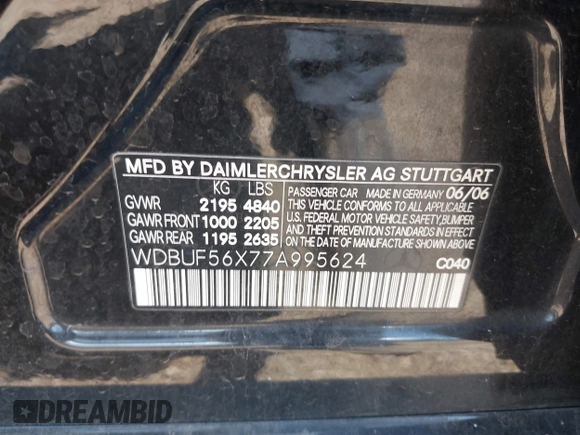 MFD BY DAIMLERCHRYSLER AG STUTTGART
KG LBS
GVWR 2195 4840
GAWR FRONT 1000 2205
GAWR REAR 1195 2635
PASSENGER CAR MADE IN GERMANY 06/06
THIS VEHICLE CONFORMS TO ALL APPLICABLE
U.S. FEDERAL MOTOR VEHICLE SAFETY, BUMPER
AND THEFT PREVENTION STANDARDS IN EFFECT
ON THE DATE OF MANUFACTURE SHOWN ABOVE.
WDBUF56X77A995624 C040
DREAMBID